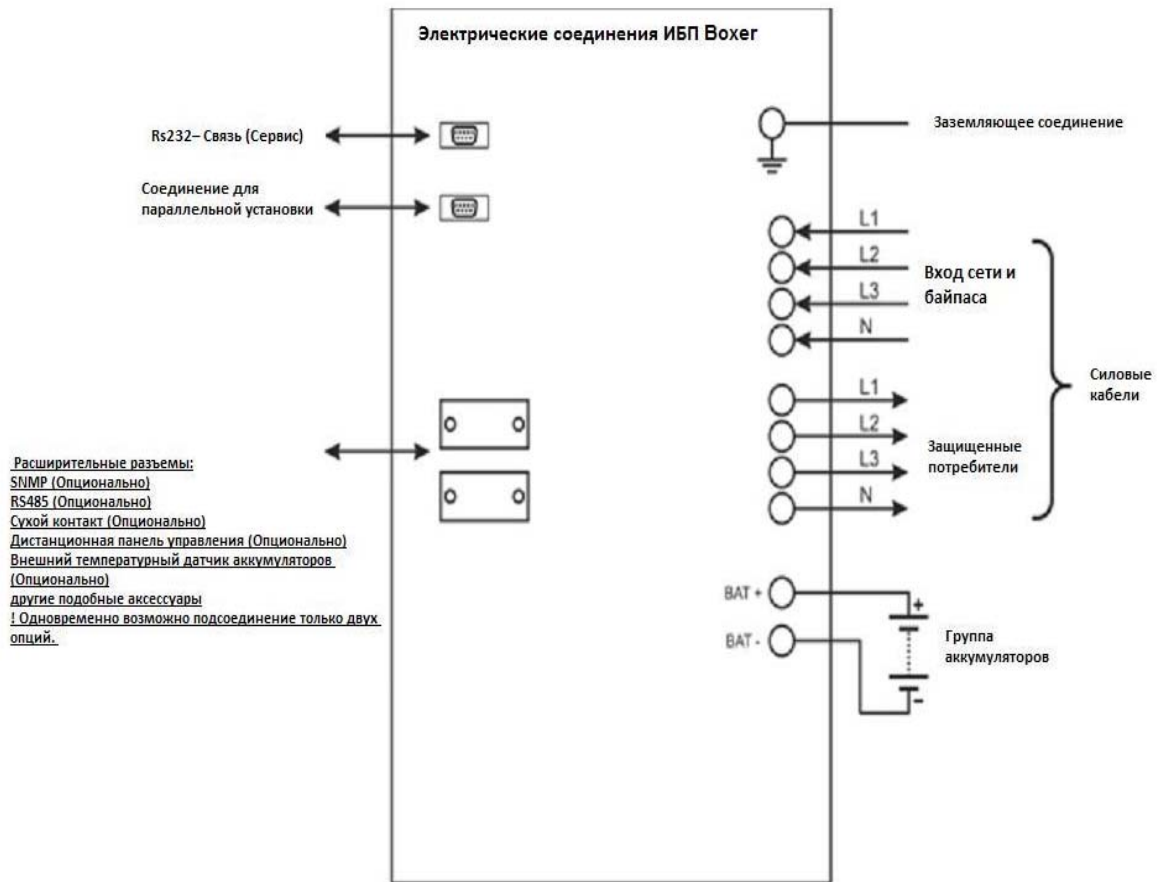 Электрические соединения ИБП Boxer
Rs232– Связь (Сервис)
Соединение для
параллельной установки
Расширительные разъемы:
SNMP (Опционально)
RS485 (Опционально)
Сухой контакт (Опционально)
Дистанционная панель управления (Опционально)
Внешний температурный датчик аккумуляторов
(Опционально)
другие подобные аксессуары
! Одновременно возможно подсоединение только двух
опций.
Заземляющее соединение
L1
L2
L3
N
Вход сети и
байпаса
L1
L2
L3
N
Защищенные
потребители
Силовые
кабели
BAT +
BAT -
+
-
Группа
аккумуляторов